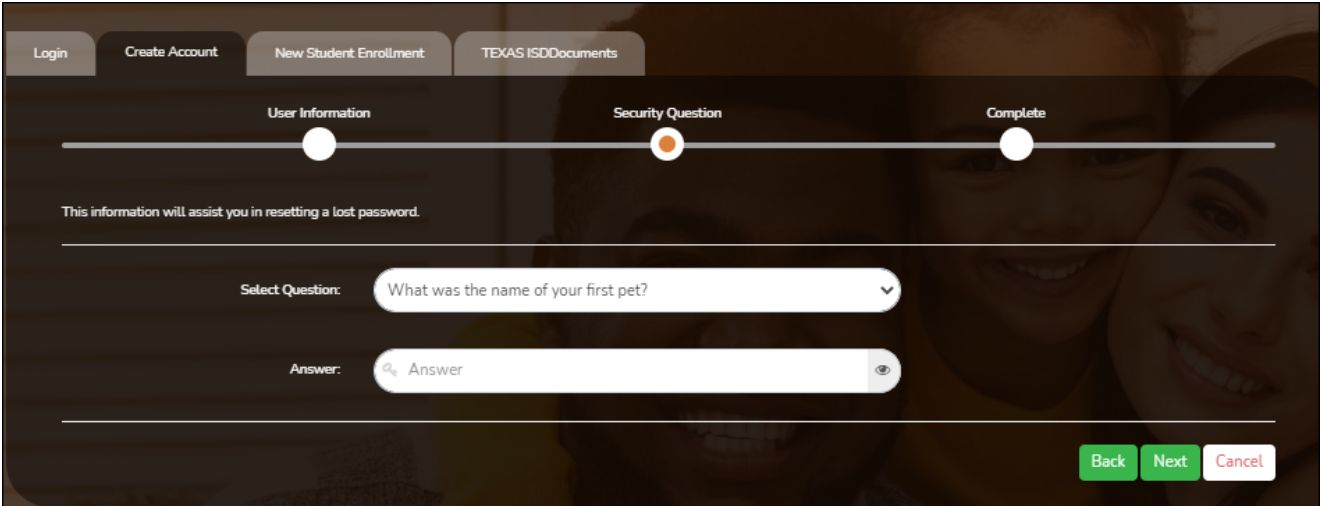 Login
Create Account
New Student Enrollment
TEXAS ISDDocuments
User Information
Security Question
Complete
This information will assist you in resetting a lost password.
Select Question:
What was the name of your first pet?
Answer:
Answer
Back
Next
Cancel